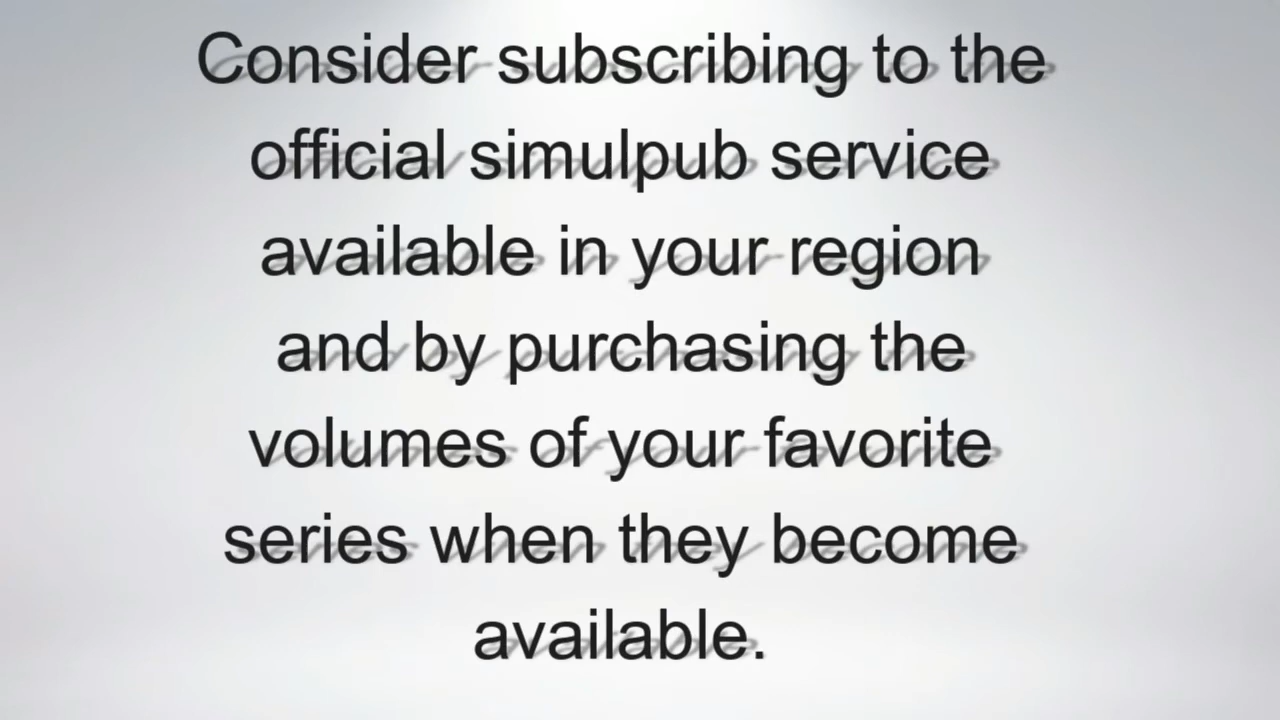 Consider subscribing to the
official simulpub service
available in your region
and by purchasing the
volumes of your favorite
series when they become
available.